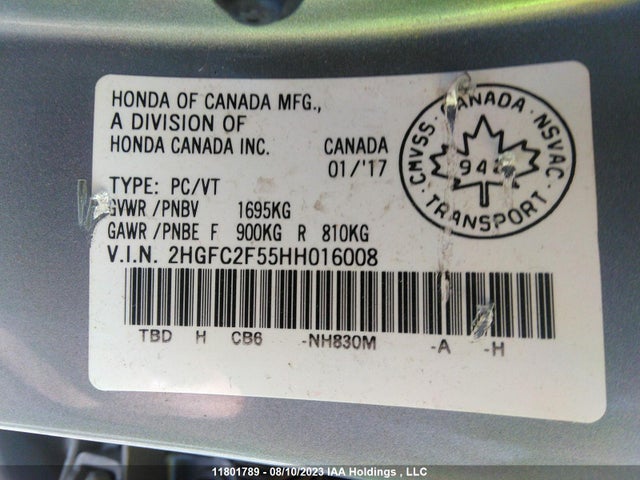 HONDA OF CANADA MFG.,
A DIVISION OF
HONDA CANADA INC. CANADA
01/'17
TYPE: PC/VT
GVWR /PNBV 1695KG
GAWR /PNBE F 900KG R 810KG
V.I.N. 2HGFC2F55HH016008
TBD H CB6 -NH830M -A -H
CANADA · NSVAC · TRANSPORT · CMVSS ·
11801789 - 08/10/2023 IAA Holdings , LLC